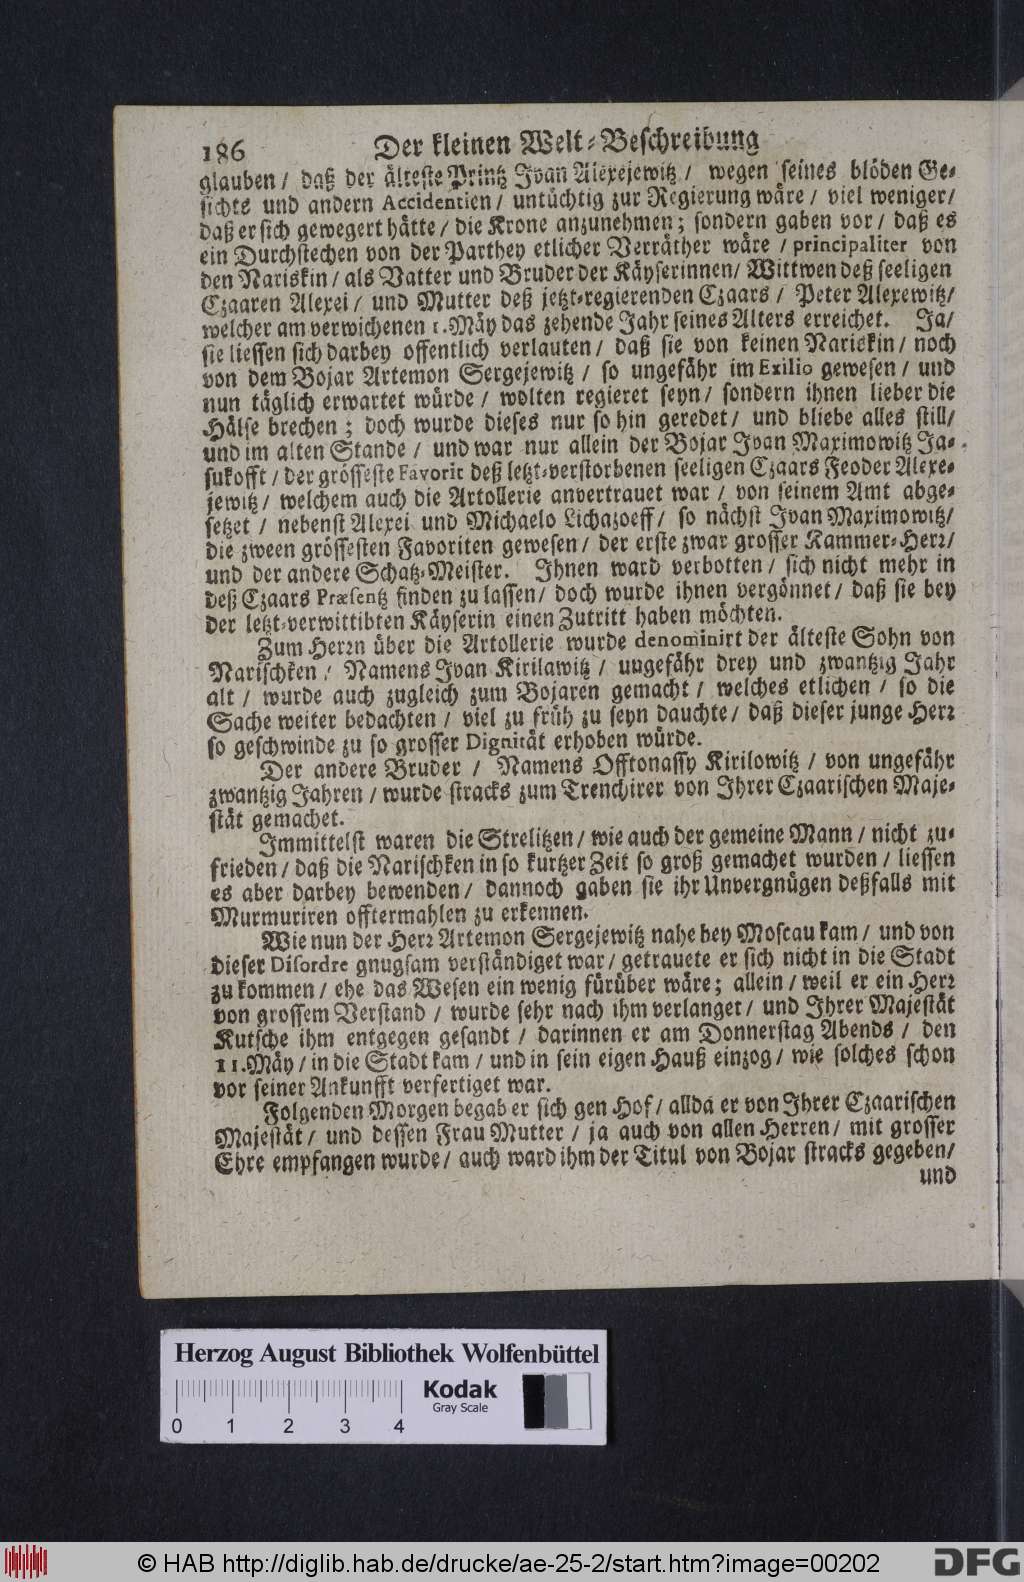 186 Der kleinen Welt-Beschreibung
glauben / daß der älteste Printz Ivan Alexejewitz / wegen seines blöden Ge-
sichts und andern Accidentien / untüchtig zur Regierung wäre / viel weniger /
daß er sich gewegert hätte / die Krone anzunehmen; sondern gaben vor / daß es
ein Durchstechen von der Parthey etlicher Verräther wäre / principaliter von
den Nariskin / als Vatter und Bruder der Käyserinnen / Wittwen deß seeligen
Czaaren Alexei / und Mutter deß jetzt-regierenden Czaars / Peter Alexewitz /
welcher am verwichenen 1. Mäy das zehende Jahr seines Alters erreichet. Ja /
sie liessen sich darbey offentlich verlauten / daß sie von keinen Nariskin / noch
von dem Bojar Artemon Sergejewitz / so ungefähr im Exilio gewesen / und
nun täglich erwartet würde / wolten regieret seyn / sondern ihnen lieber die
Hälse brechen; doch wurde dieses nur so hin geredet / und bliebe alles still /
und im alten Stande / und war nur allein der Bojar Ivan Maximowitz Ja-
sukofft / der grösseste Favorit deß letzt-verstorbenen seeligen Czaars Feoder Alexe-
jewitz / welchem auch die Artollerie anvertrauet war / von seinem Amt abge-
setzet / nebenst Alexei und Michaelo Lichazoeff / so nächst Ivan Maximowitz /
die zween grössesten Favoriten gewesen / der erste zwar grosser Kammer-Herr /
und der andere Schatz-Meister. Ihnen ward verbotten / sich nicht mehr in
deß Czaars Præsentz finden zu lassen / doch wurde ihnen vergönnet / daß sie bey
der letzt-verwittibten Käyserin einen Zutritt haben möchten.
Zum Herrn über die Artollerie wurde denominirt der älteste Sohn von
Narischken / Namens Ivan Kirilawitz / ungefähr drey und zwantzig Jahr
alt / wurde auch zugleich zum Bojaren gemacht / welches etlichen / so die
Sache weiter bedachten / viel zu früh zu seyn dauchte / daß dieser junge Herr
so geschwinde zu so grosser Dignität erhoben würde.
Der andere Bruder / Namens Offtonassy Kirilowitz / von ungefähr
zwantzig Jahren / wurde stracks zum Trenchirer von Ihrer Czaarischen Maje-
stät gemachet.
Immittelst waren die Strelitzen / wie auch der gemeine Mann / nicht zu-
frieden / daß die Narischken in so kurtzer Zeit so groß gemachet wurden / liessen
es aber darbey bewenden / dannoch gaben sie ihr Unvergnügen deßfalls mit
Murmuriren offtermahlen zu erkennen.
Wie nun der Herr Artemon Sergejewitz nahe bey Moscau kam / und von
dieser Disordre gnugsam verständiget war / getrauete er sich nicht in die Stadt
zu kommen / ehe das Wesen ein wenig fürüber wäre; allein / weil er ein Herr
von grossem Verstand / wurde sehr nach ihm verlanget / und Ihrer Majestät
Kutsche ihm entgegen gesandt / darinnen er am Donnerstag Abends / den
11. Mäy / in die Stadt kam / und in sein eigen Hauß einzog / wie solches schon
vor seiner Ankunfft verfertiget war.
Folgenden Morgen begab er sich gen Hof / allda er von Ihrer Czaarischen
Majestät / und dessen Frau Mutter / ja auch von allen Herren / mit grosser
Ehre empfangen wurde / auch ward ihm der Titul von Bojar stracks gegeben /
und
Herzog August Bibliothek Wolfenbüttel
Kodak
Gray Scale
0 1 2 3 4
© HAB http://diglib.hab.de/drucke/ae-25-2/start.htm?image=00202
DFG